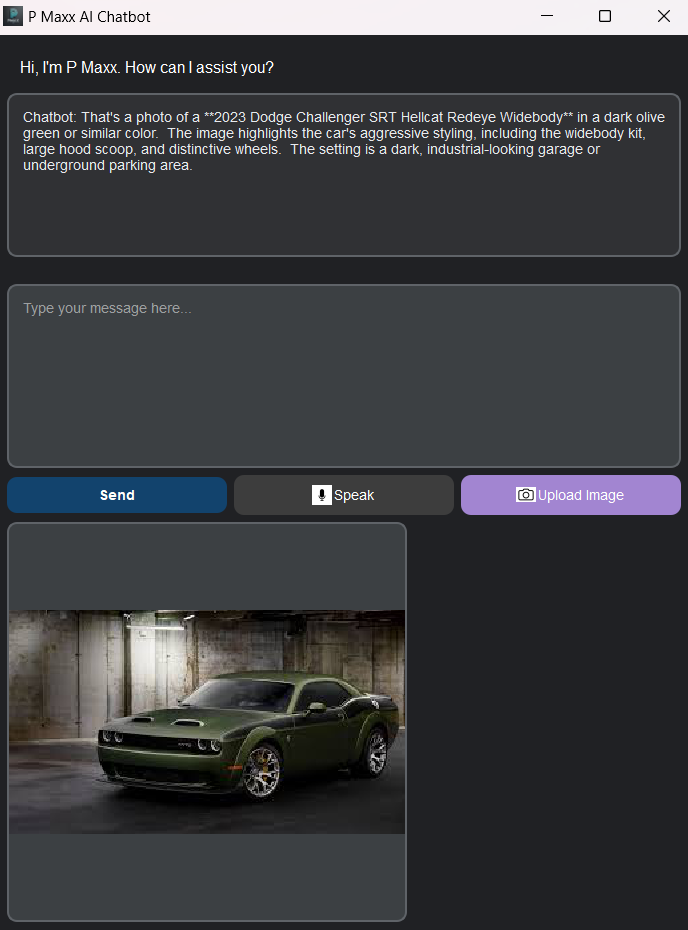 P Maxx AI Chatbot
Hi, I'm P Maxx. How can I assist you?
Chatbot: That's a photo of a **2023 Dodge Challenger SRT Hellcat Redeye Widebody** in a dark olive
green or similar color.  The image highlights the car's aggressive styling, including the widebody kit,
large hood scoop, and distinctive wheels.  The setting is a dark, industrial-looking garage or
underground parking area.
Type your message here...
Send
Speak
Upload Image